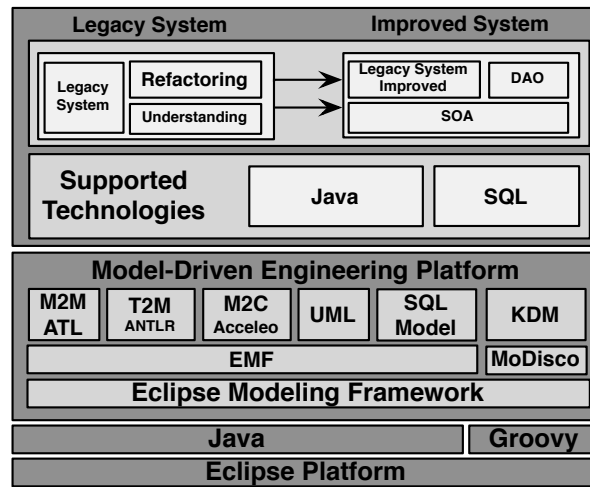 Legacy System
Improved System
Legacy
System
Refactoring
Understanding
Legacy System
Improved
DAO
SOA
Supported
Technologies
Java
SQL
Model-Driven Engineering Platform
M2M
ATL
T2M
ANTLR
M2C
Acceleo
UML
SQL
Model
KDM
EMF
MoDisco
Eclipse Modeling Framework
Java
Groovy
Eclipse Platform